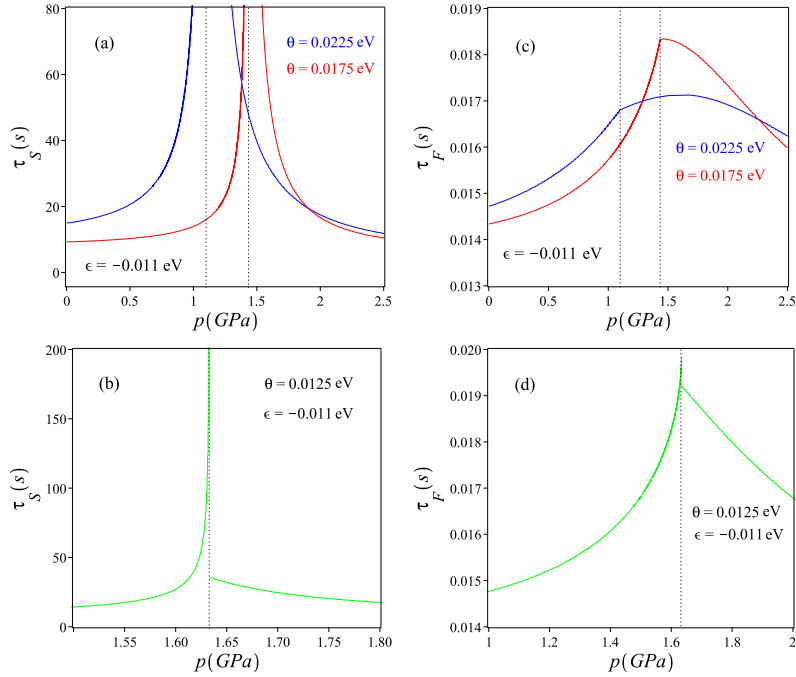 (a)
θ = 0.0225 eV
θ = 0.0175 eV
ϵ = −0.011 eV
τ_S (s)
80
60
40
20
0
0 0.5 1 1.5 2 2.5
p(GPa)
(c)
θ = 0.0225 eV
θ = 0.0175 eV
ϵ = −0.011 eV
τ_F (s)
0.019
0.018
0.017
0.016
0.015
0.014
0.013
0 0.5 1 1.5 2 2.5
p(GPa)
(b)
θ = 0.0125 eV
ϵ = −0.011 eV
τ_S (s)
200
150
100
50
0
1.55 1.60 1.65 1.70 1.75 1.80
p(GPa)
(d)
θ = 0.0125 eV
ϵ = −0.011 eV
τ_F (s)
0.020
0.019
0.018
0.017
0.016
0.015
0.014
1 1.2 1.4 1.6 1.8 2
p(GPa)